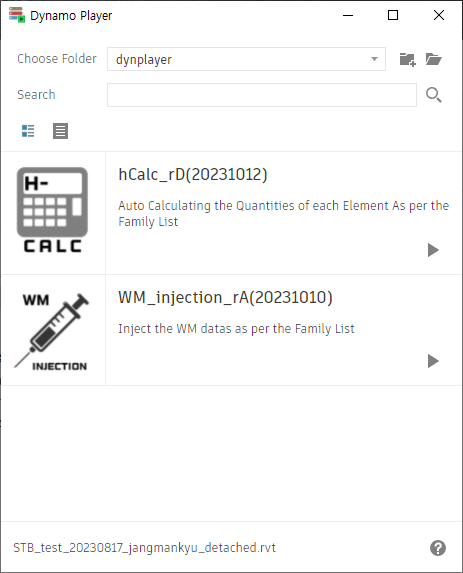 Dynamo Player
Choose Folder
dynplayer
Search
H-
CALC
hCalc_rD(20231012)
Auto Calculating the Quantities of each Element As per the
Family List
WM
INJECTION
WM_injection_rA(20231010)
Inject the WM datas as per the Family List
STB_test_20230817_jangmankyu_detached.rvt